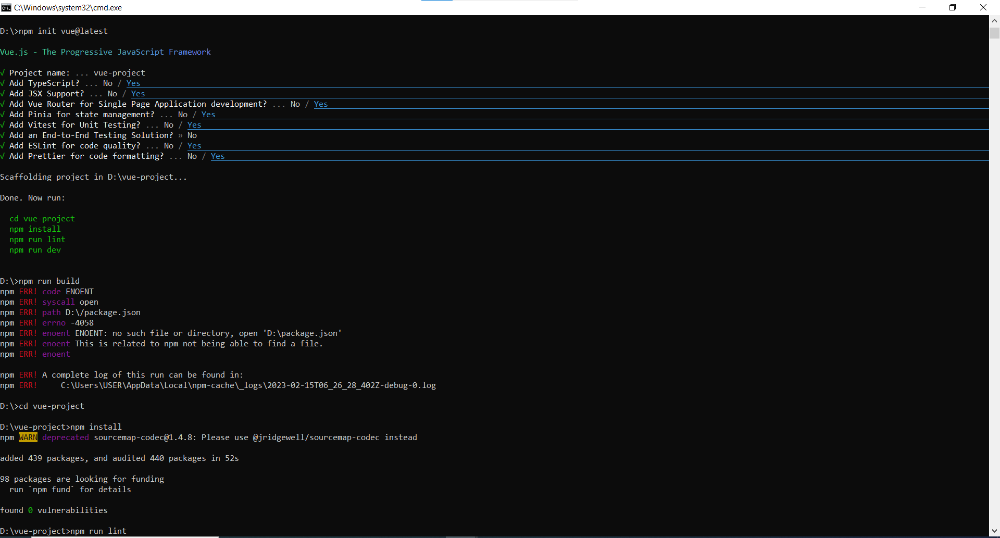 C:\Windows\system32\cmd.exe
D:\>npm init vue@latest
Vue.js - The Progressive JavaScript Framework
√ Project name: ... vue-project
√ Add TypeScript? ... No / Yes
√ Add JSX Support? ... No / Yes
√ Add Vue Router for Single Page Application development? ... No / Yes
√ Add Pinia for state management? ... No / Yes
√ Add Vitest for Unit Testing? ... No / Yes
√ Add an End-to-End Testing Solution? » No
√ Add ESLint for code quality? ... No / Yes
√ Add Prettier for code formatting? ... No / Yes
Scaffolding project in D:\vue-project...
Done. Now run:
cd vue-project
npm install
npm run lint
npm run dev
D:\>npm run build
npm ERR! code ENOENT
npm ERR! syscall open
npm ERR! path D:\/package.json
npm ERR! errno -4058
npm ERR! enoent ENOENT: no such file or directory, open 'D:\package.json'
npm ERR! enoent This is related to npm not being able to find a file.
npm ERR! enoent
npm ERR! A complete log of this run can be found in:
npm ERR!     C:\Users\USER\AppData\Local\npm-cache\_logs\2023-02-15T06_26_28_402Z-debug-0.log
D:\>cd vue-project
D:\vue-project>npm install
npm WARN deprecated sourcemap-codec@1.4.8: Please use @jridgewell/sourcemap-codec instead
added 439 packages, and audited 440 packages in 52s
98 packages are looking for funding
run `npm fund` for details
found 0 vulnerabilities
D:\vue-project>npm run lint